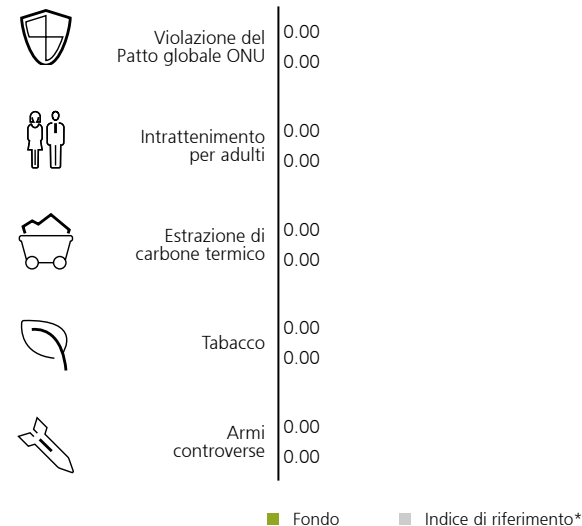 Violazione del
Patto globale ONU
0.00
0.00
Intrattenimento
per adulti
0.00
0.00
Estrazione di
carbone termico
0.00
0.00
Tabacco
0.00
0.00
Armi
controverse
0.00
0.00
Fondo
Indice di riferimento*